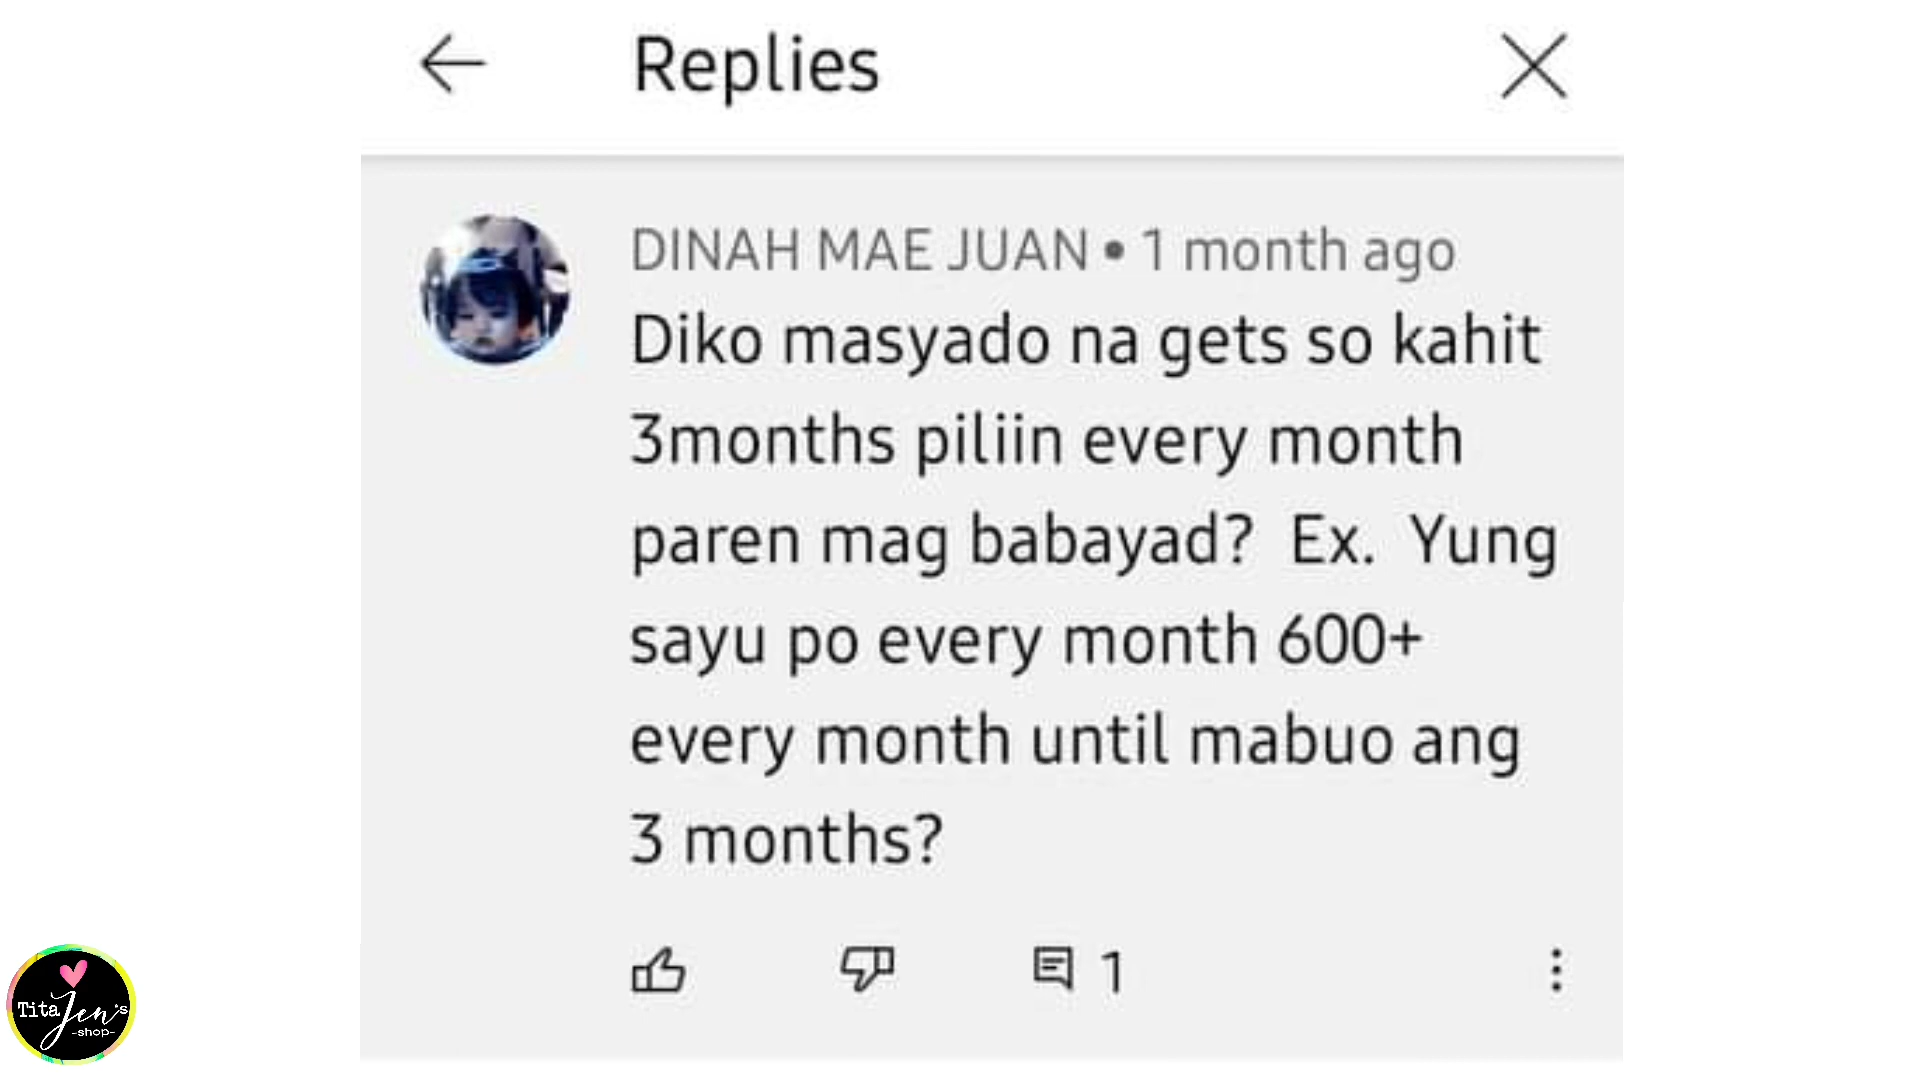 Replies
DINAH MAE JUAN • 1 month ago
Diko masyado na gets so kahit
3months piliin every month
paren mag babayad? Ex. Yung
sayu po every month 600+
every month until mabuo ang
3 months?
1
Tita Jen's
-shop-